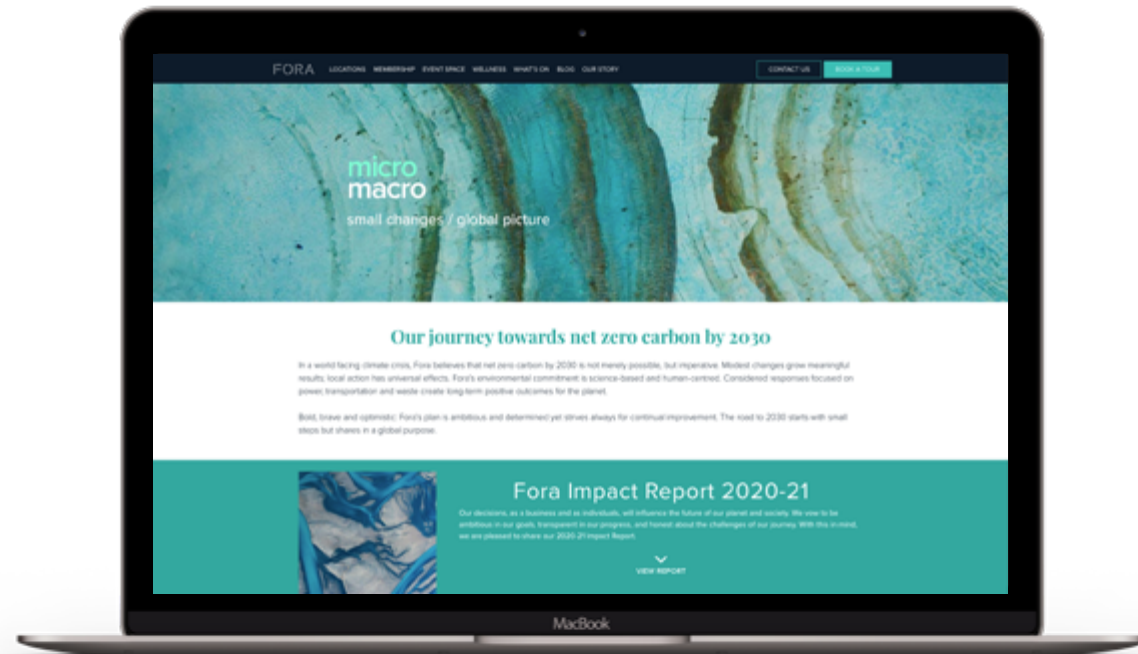 FORA LOCATIONS MEMBERSHIP EVENT SPACE WELLNESS WHAT'S ON BLOG OUR STORY CONTACT US BOOK A TOUR
micro
macro
small changes / global picture
Our journey towards net zero carbon by 2030
In a world facing climate crisis, Fora believes that net zero carbon by 2030 is not merely possible, but imperative. Modest changes grow meaningful
results; local action has universal effects. Fora's environmental commitment is science-based and human-centred. Considered responses focused on
power, transportation and waste create long-term positive outcomes for the planet.
Bold, brave and optimistic: Fora's plan is ambitious and determined yet strives always for continual improvement. The road to 2030 starts with small
steps but shares in a global purpose.
Fora Impact Report 2020-21
Our decisions, as a business and as individuals, will influence the future of our planet and society. We vow to be
ambitious in our goals, transparent in our progress, and honest about the challenges of our journey. With this in mind,
we are pleased to share our 2020-21 Impact Report.
VIEW REPORT
MacBook